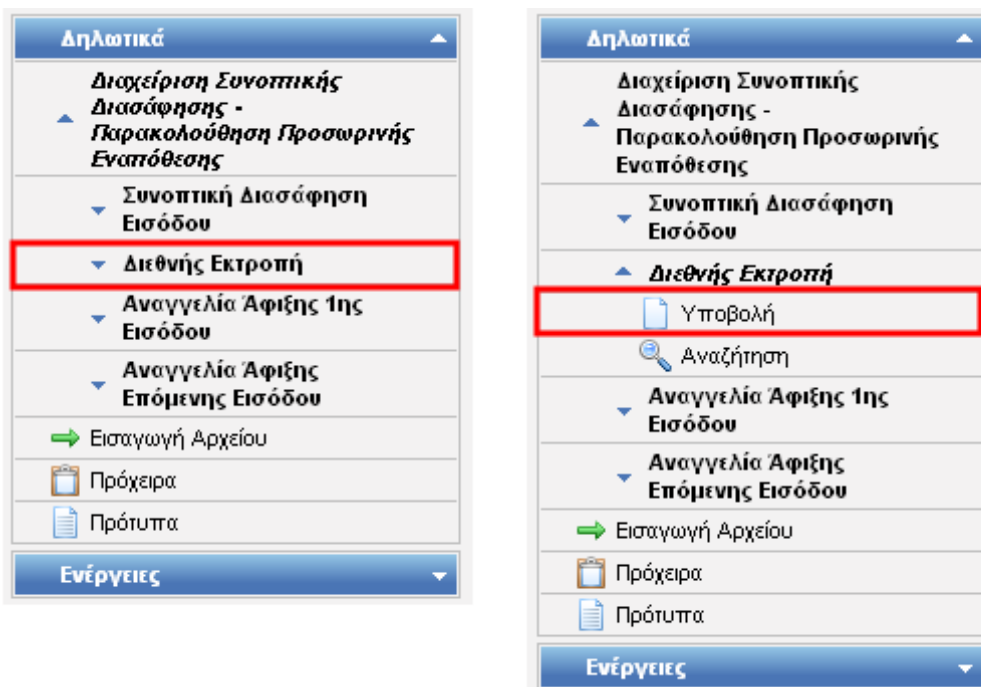 Δηλωτικά
Διαχείριση Συνοπτικής
Διασάφησης -
Παρακολούθηση Προσωρινής
Εναπόθεσης
Συνοπτική Διασάφηση
Εισόδου
Διεθνής Εκτροπή
Αναγγελία Άφιξης 1ης
Εισόδου
Αναγγελία Άφιξης
Επόμενης Εισόδου
Εισαγωγή Αρχείου
Πρόχειρα
Πρότυπα
Ενέργειες
Δηλωτικά
Διαχείριση Συνοπτικής
Διασάφησης -
Παρακολούθηση Προσωρινής
Εναπόθεσης
Συνοπτική Διασάφηση
Εισόδου
Διεθνής Εκτροπή
Υποβολή
Αναζήτηση
Αναγγελία Άφιξης 1ης
Εισόδου
Αναγγελία Άφιξης
Επόμενης Εισόδου
Εισαγωγή Αρχείου
Πρόχειρα
Πρότυπα
Ενέργειες